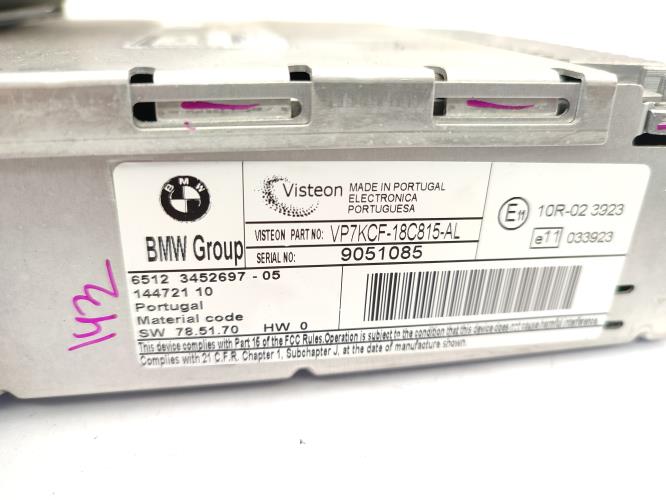 BMW
BMW Group
Visteon
MADE IN PORTUGAL
ELECTRONICA
PORTUGUESA
VISTEON PART NO: VP7KCF-18C815-AL
SERIAL NO: 9051085
E11 10R-02 3923
e11 033923
6512 3452697-05
144721 10
Portugal
Material code
SW 78.51.70 HW 0
This device complies with Part 16 of the FCC Rules. Operation is subject to the condition that this device does not cause harmful interference.
Complies with 21 C.F.R. Chapter 1, Subchapter J, at the date of manufacture shown.
142